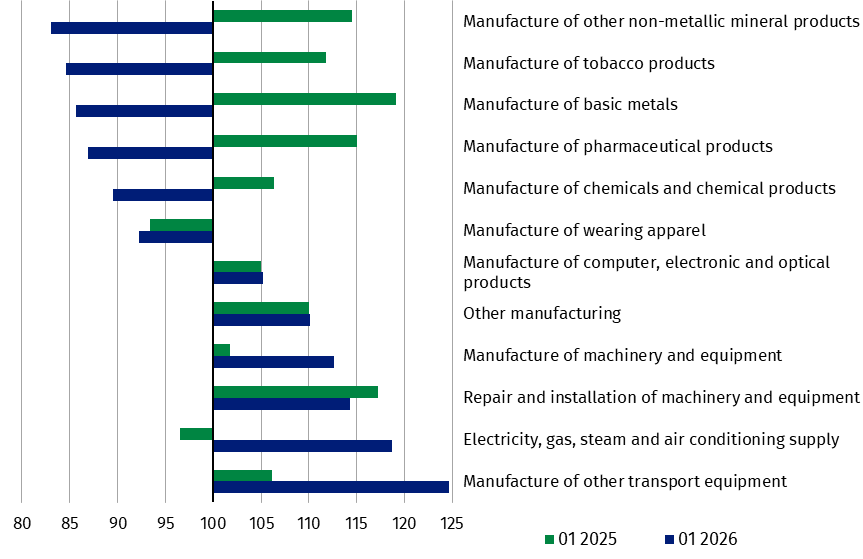 Manufacture of other non-metallic mineral products
Manufacture of tobacco products
Manufacture of basic metals
Manufacture of pharmaceutical products
Manufacture of chemicals and chemical products
Manufacture of wearing apparel
Manufacture of computer, electronic and optical
products
Other manufacturing
Manufacture of machinery and equipment
Repair and installation of machinery and equipment
Electricity, gas, steam and air conditioning supply
Manufacture of other transport equipment
80 85 90 95 100 105 110 115 120 125
01 2025 01 2026